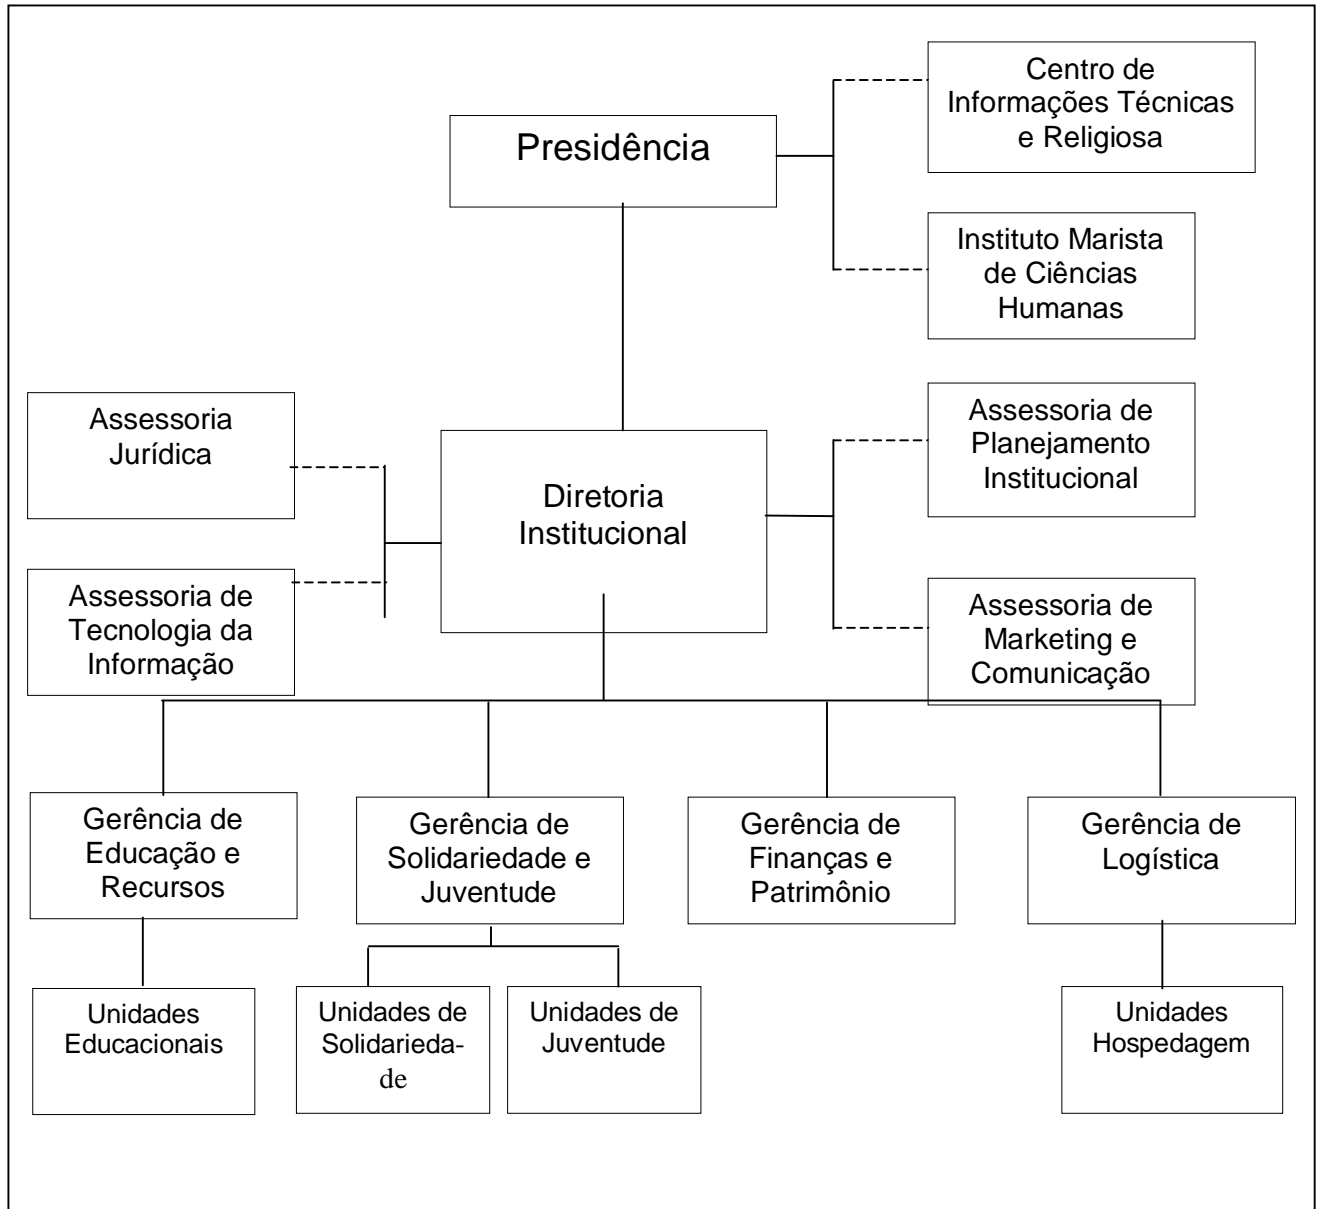 Presidência
Centro de
Informações Técnicas
e Religiosa
Instituto Marista
de Ciências
Humanas
Assessoria
Jurídica
Diretoria
Institucional
Assessoria de
Planejamento
Institucional
Assessoria de
Tecnologia da
Informação
Assessoria de
Marketing e
Comunicação
Gerência de
Educação e
Recursos
Gerência de
Solidariedade e
Juventude
Gerência de
Finanças e
Patrimônio
Gerência de
Logística
Unidades
Educacionais
Unidades de
Solidarieda-
de
Unidades de
Juventude
Unidades
Hospedagem